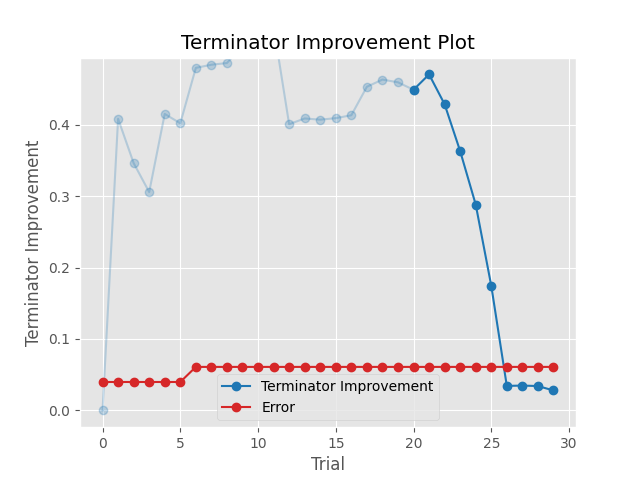 Terminator Improvement Plot
Terminator Improvement
0.4
0.3
0.2
0.1
0.0
Terminator Improvement
Error
0 5 10 15 20 25 30
Trial